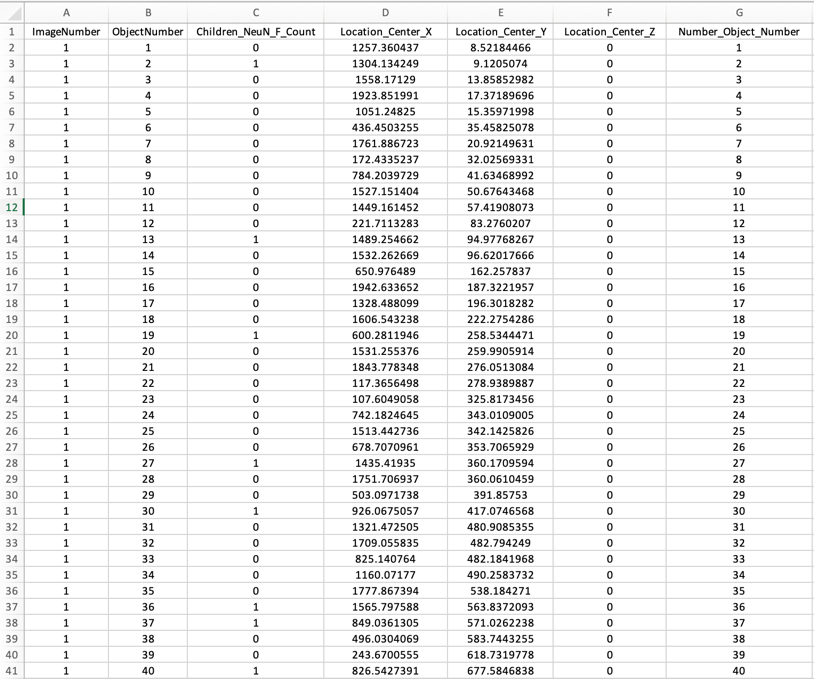 A B C D E F G
1 ImageNumber ObjectNumber Children_NeuN_F_Count Location_Center_X Location_Center_Y Location_Center_Z Number_Object_Number
2 1 1 0 1257.360437 8.52184466 0 1
3 1 2 1 1304.134249 9.1205074 0 2
4 1 3 0 1558.17129 13.85852982 0 3
5 1 4 0 1923.851991 17.37189696 0 4
6 1 5 0 1051.24825 15.35971998 0 5
7 1 6 0 436.4503255 35.45825078 0 6
8 1 7 0 1761.886723 20.92149631 0 7
9 1 8 0 172.4335237 32.02569331 0 8
10 1 9 0 784.2039729 41.63468992 0 9
11 1 10 0 1527.151404 50.67643468 0 10
12 1 11 0 1449.161452 57.41908073 0 11
13 1 12 0 221.7113283 83.2760207 0 12
14 1 13 1 1489.254662 94.97768267 0 13
15 1 14 0 1532.262669 96.62017666 0 14
16 1 15 0 650.976489 162.257837 0 15
17 1 16 0 1942.633652 187.3221957 0 16
18 1 17 0 1328.488099 196.3018282 0 17
19 1 18 0 1606.543238 222.2754286 0 18
20 1 19 1 600.2811946 258.5344471 0 19
21 1 20 0 1531.255376 259.9905914 0 20
22 1 21 0 1843.778348 276.0513084 0 21
23 1 22 0 117.3656498 278.9389887 0 22
24 1 23 0 107.6049058 325.8173456 0 23
25 1 24 0 742.1824645 343.0109005 0 24
26 1 25 0 1513.442736 342.1425826 0 25
27 1 26 0 678.7070961 353.7065929 0 26
28 1 27 1 1435.41935 360.1709594 0 27
29 1 28 0 1751.706937 360.0610459 0 28
30 1 29 0 503.0971738 391.85753 0 29
31 1 30 1 926.0675057 417.0746568 0 30
32 1 31 0 1321.472505 480.9085355 0 31
33 1 32 0 1709.055835 482.794249 0 32
34 1 33 0 825.140764 482.1841968 0 33
35 1 34 0 1160.07177 490.2583732 0 34
36 1 35 0 1777.867394 538.184271 0 35
37 1 36 1 1565.797588 563.8372093 0 36
38 1 37 1 849.0361305 571.0262238 0 37
39 1 38 0 496.0304069 583.7443255 0 38
40 1 39 0 243.6700555 618.7319778 0 39
41 1 40 1 826.5427391 677.5846838 0 40